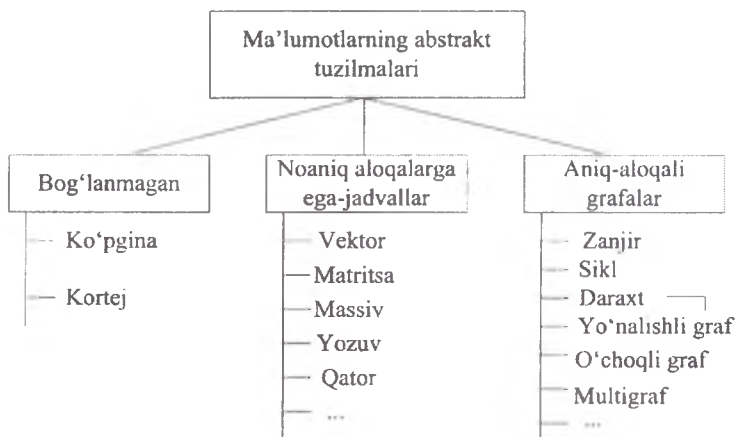 Ma’lumotlarning abstrakt
tuzilmalari
Bog‘lanmagan
Ko‘pgina
Kortej
Noaniq aloqalarga
ega-jadvallar
Vektor
Matritsa
Massiv
Yozuv
Qator
...
Aniq-aloqali
grafalar
Zanjir
Sikl
Daraxt
Yo‘nalishli graf
O‘choqli graf
Multigraf
...